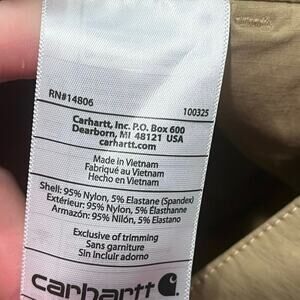 RN#14806 100325
Carhartt, Inc. P.O. Box 600
Dearborn, MI 48121 USA
carhartt.com
Made in Vietnam
Fabriqué au Vietnam
Hecho en Vietnam
Shell: 95% Nylon, 5% Elastane (Spandex)
Extérieur: 95% Nylon, 5% Élasthanne
Armazón: 95% Nilón, 5% Elastano
Exclusive of trimming
Sans garniture
Sin incluir adorno
carhartt